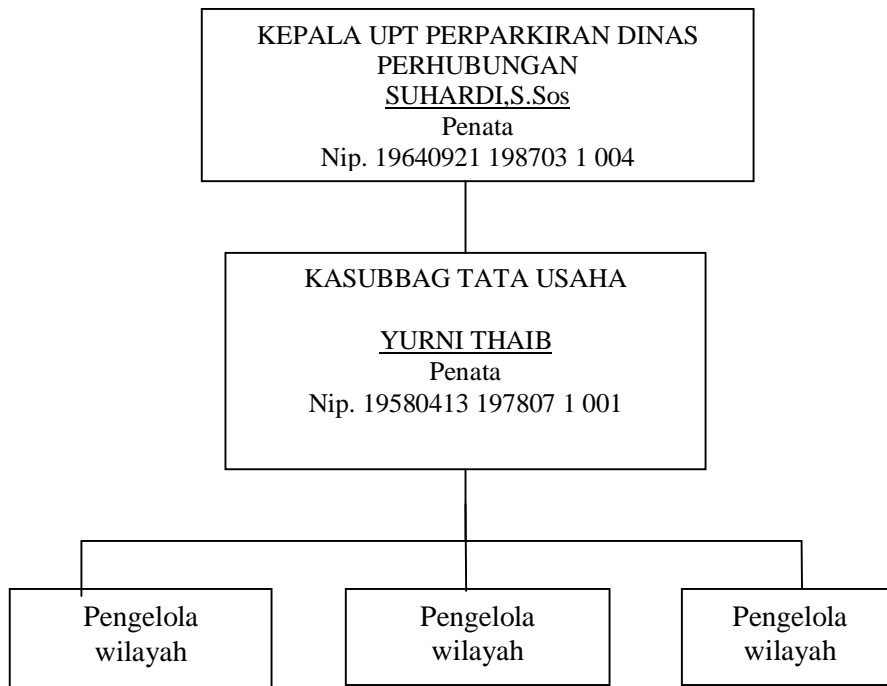 KEPALA UPT PERPARKIRAN DINAS
PERHUBUNGAN
SUHARDI,S.Sos
Penata
Nip. 19640921 198703 1 004
KASUBBAG TATA USAHA
YURNI THAIB
Penata
Nip. 19580413 197807 1 001
Pengelola
wilayah
Pengelola
wilayah
Pengelola
wilayah